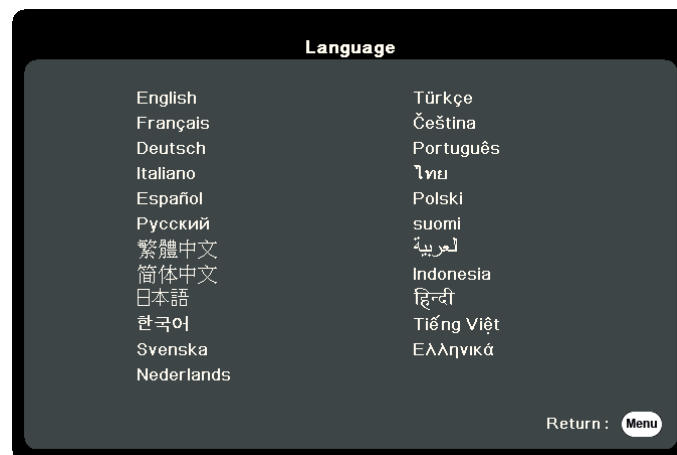 Language
English
Français
Deutsch
Italiano
Español
Русский
繁體中文
简体中文
日本語
한국어
Svenska
Nederlands
Türkçe
Čeština
Português
ไทย
Polski
suomi
العربية
Indonesia
हिन्दी
Tiếng Việt
Ελληνικά
Return : Menu